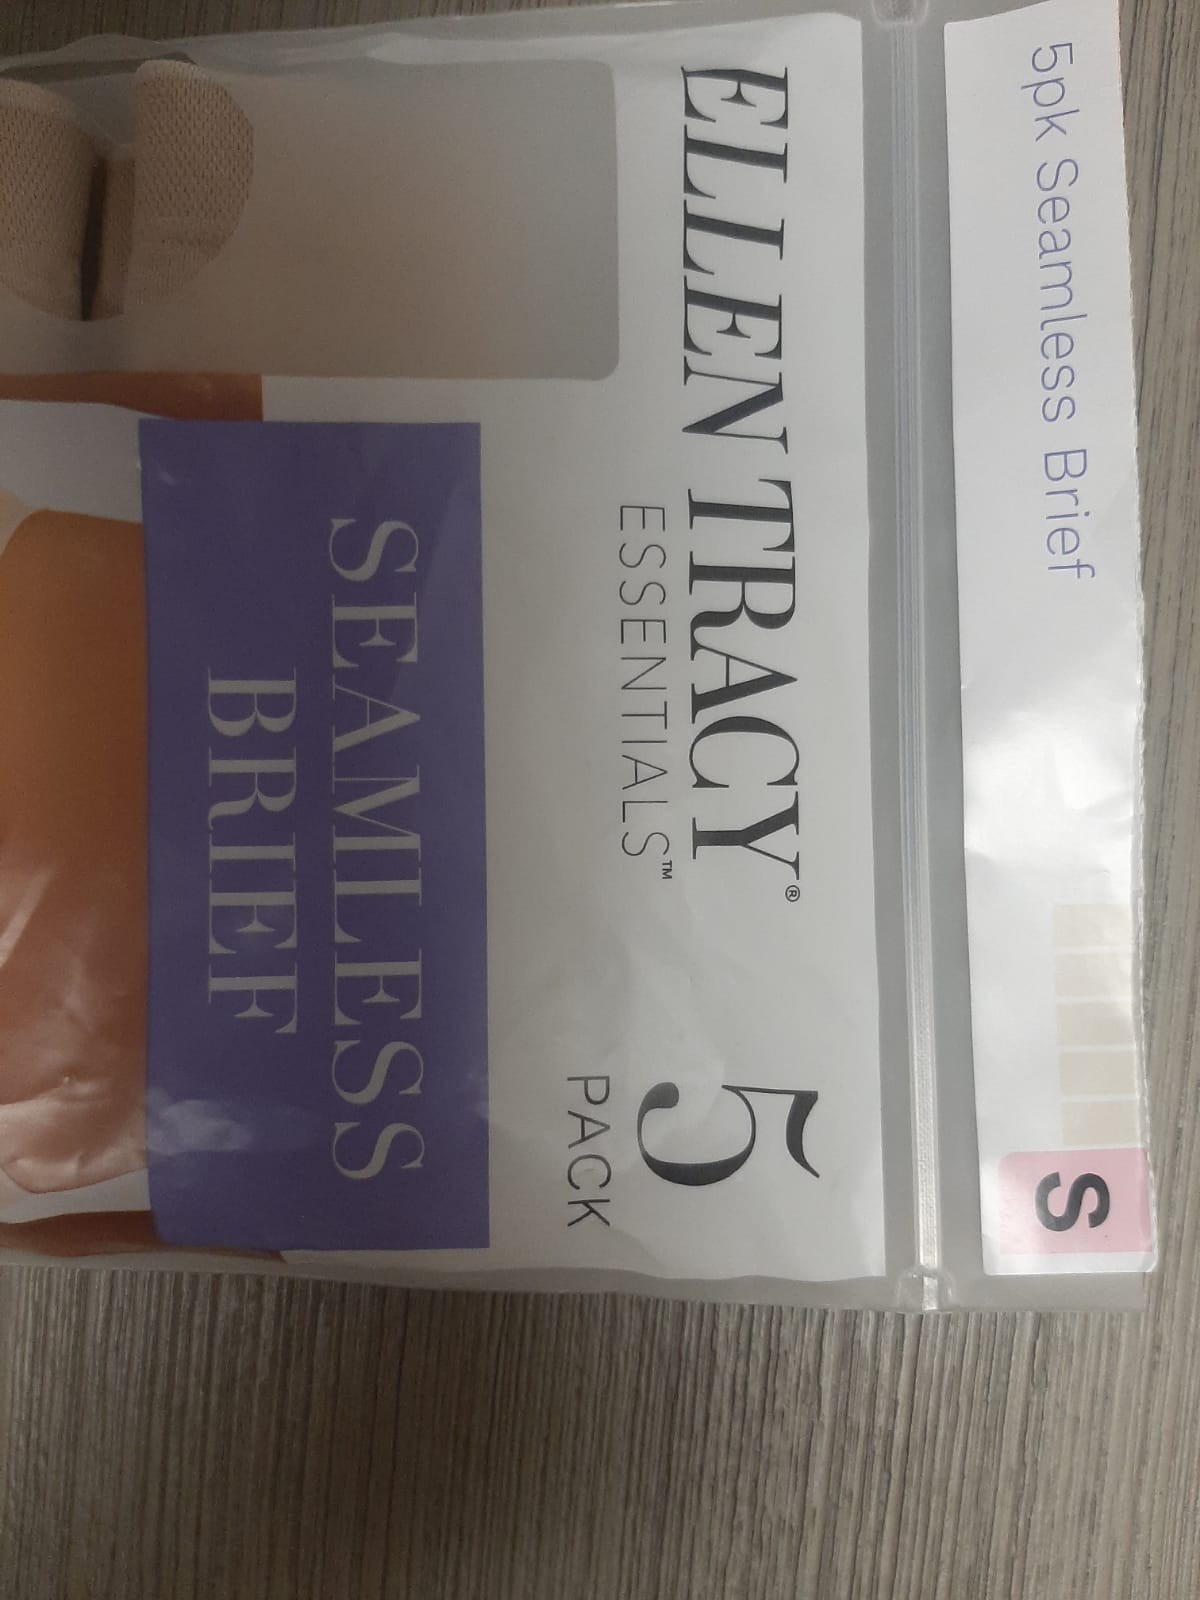 5pk Seamless Brief
S
ELLEN TRACY®
ESSENTIALS™
5
PACK
SEAMLESS
BRIEF